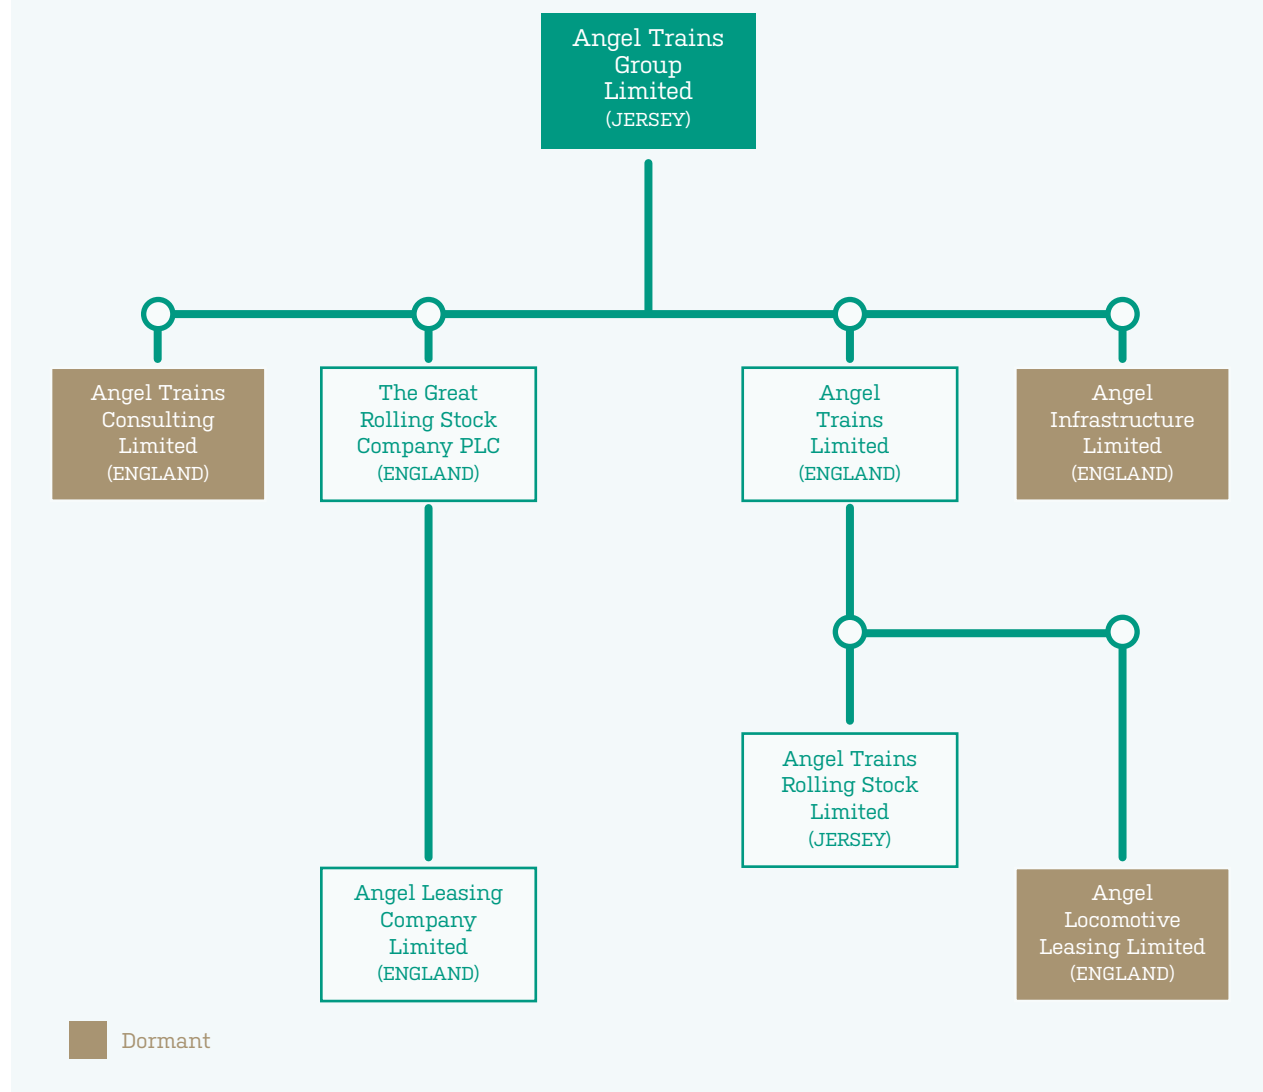 Angel Trains
Group
Limited
(JERSEY)
Angel Trains
Consulting
Limited
(ENGLAND)
The Great
Rolling Stock
Company PLC
(ENGLAND)
Angel
Trains
Limited
(ENGLAND)
Angel
Infrastructure
Limited
(ENGLAND)
Angel Trains
Rolling Stock
Limited
(JERSEY)
Angel Leasing
Company
Limited
(ENGLAND)
Angel
Locomotive
Leasing Limited
(ENGLAND)
Dormant